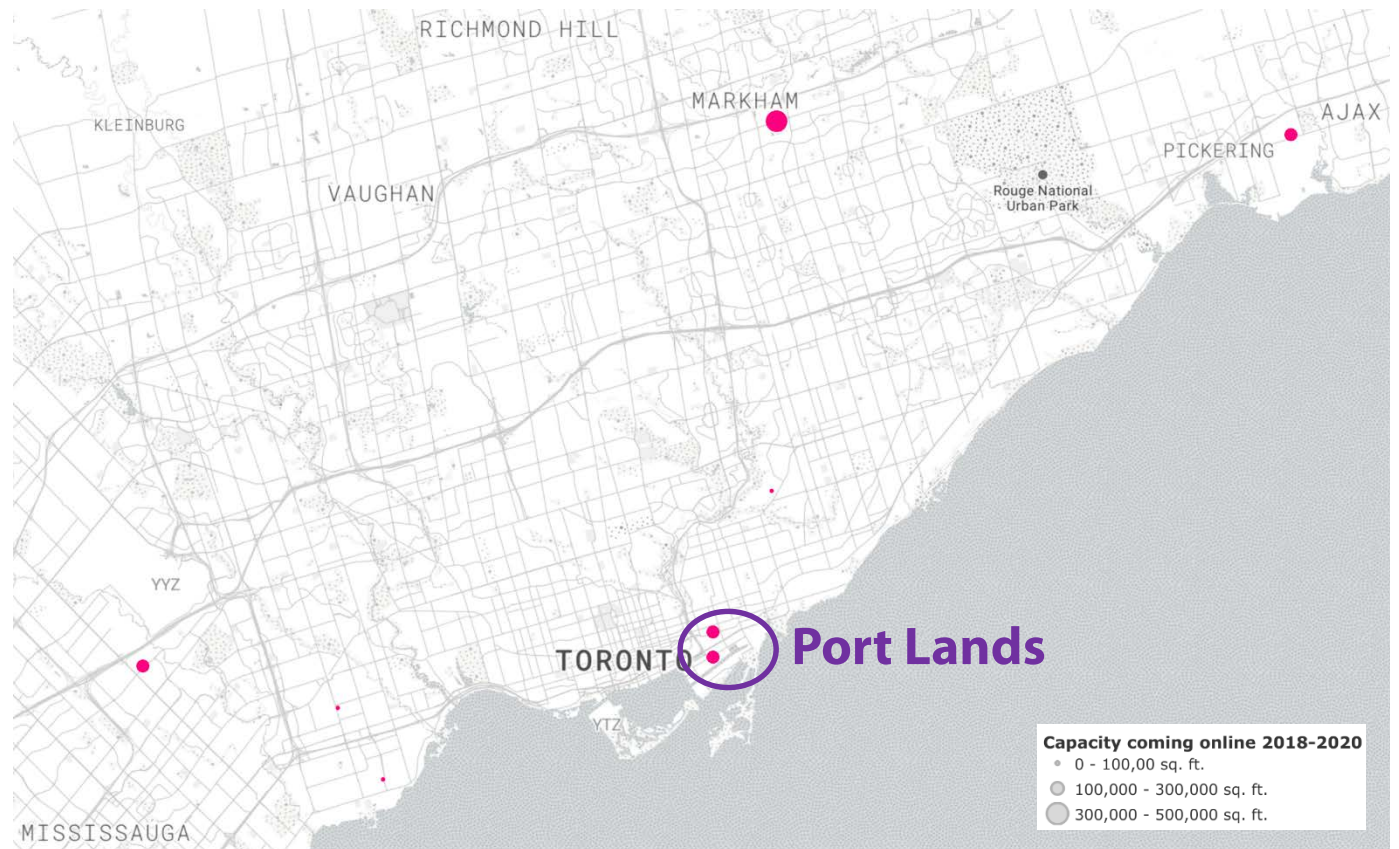 RICHMOND HILL
MARKHAM
AJAX
KLEINBURG
PICKERING
VAUGHAN
Rouge National
Urban Park
YYZ
TORONTO
Port Lands
YTZ
Capacity coming online 2018-2020
0 - 100,00 sq. ft.
100,000 - 300,000 sq. ft.
300,000 - 500,000 sq. ft.
MISSISSAUGA